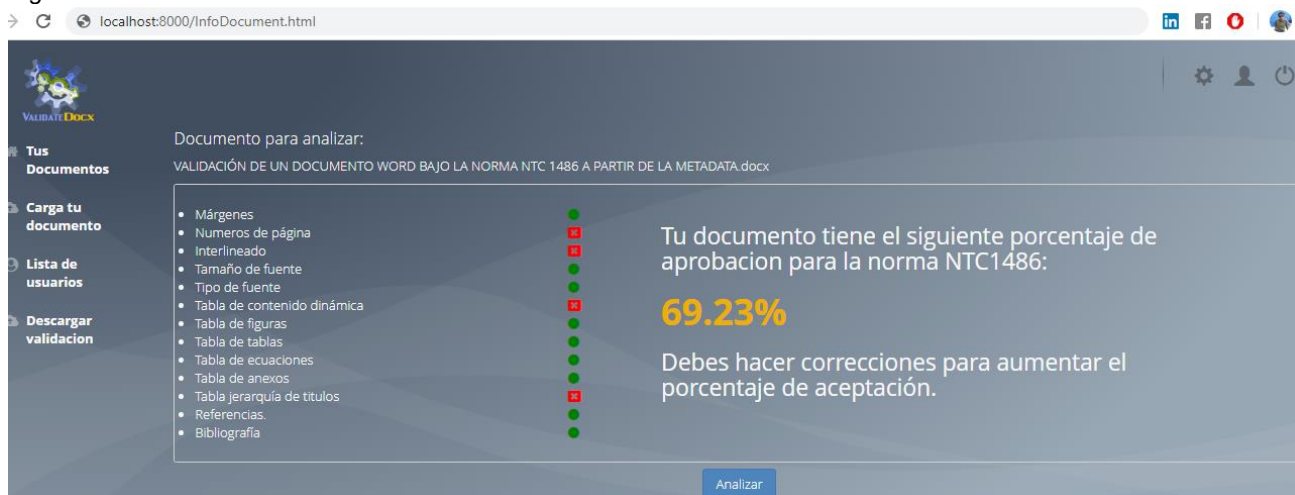 localhost:8000/InfoDocument.html
in f
VALIDATE DOCX
Tus
Documentos
Carga tu
documento
Lista de
usuarios
Descargar
validacion
Documento para analizar:
VALIDACIÓN DE UN DOCUMENTO WORD BAJO LA NORMA NTC 1486 A PARTIR DE LA METADATA.docx
• Márgenes
• Numeros de página
• Interlineado
• Tamaño de fuente
• Tipo de fuente
• Tabla de contenido dinámica
• Tabla de figuras
• Tabla de tablas
• Tabla de ecuaciones
• Tabla de anexos
• Tabla jerarquía de titulos
• Referencias.
• Bibliografía
Tu documento tiene el siguiente porcentaje de
aprobacion para la norma NTC1486:
69.23%
Debes hacer correcciones para aumentar el
porcentaje de aceptación.
Analizar